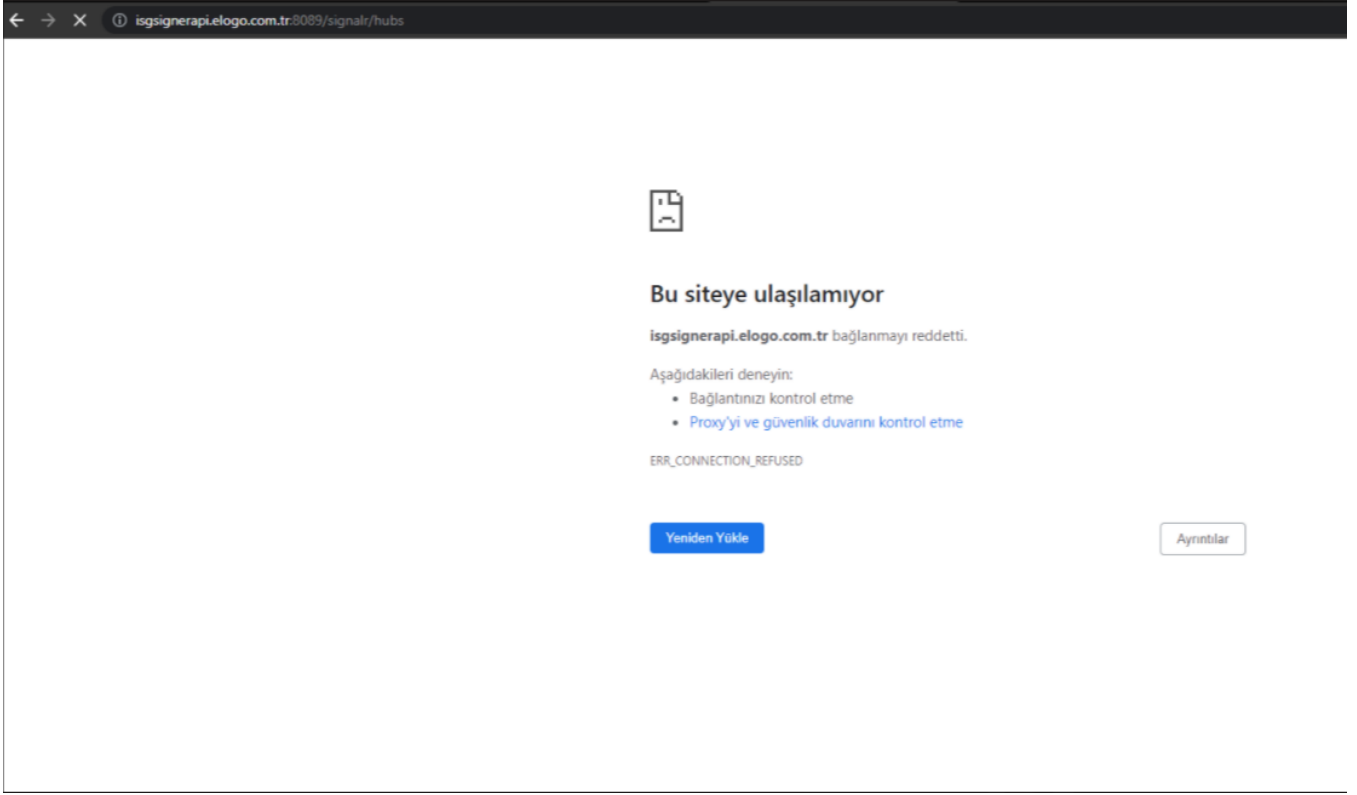 isgsignerapi.elogo.com.tr:8089/signalr/hubs
Bu siteye ulaşılamıyor
isgsignerapi.elogo.com.tr bağlanmayı reddetti.
Aşağıdakileri deneyin:
Bağlantınızı kontrol etme
Proxy'yi ve güvenlik duvarını kontrol etme
ERR_CONNECTION_REFUSED
Yeniden Yükle
Ayrıntılar